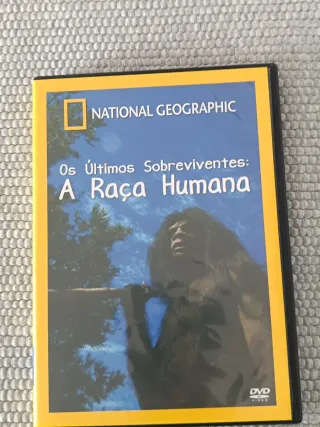 NATIONAL GEOGRAPHIC
Os Últimos Sobreviventes:
A Raça Humana
DVD
VIDEO